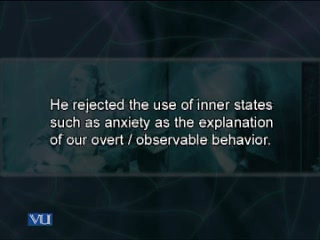 He rejected the use of inner states
such as anxiety as the explanation
of our overt / observable behavior.
VU